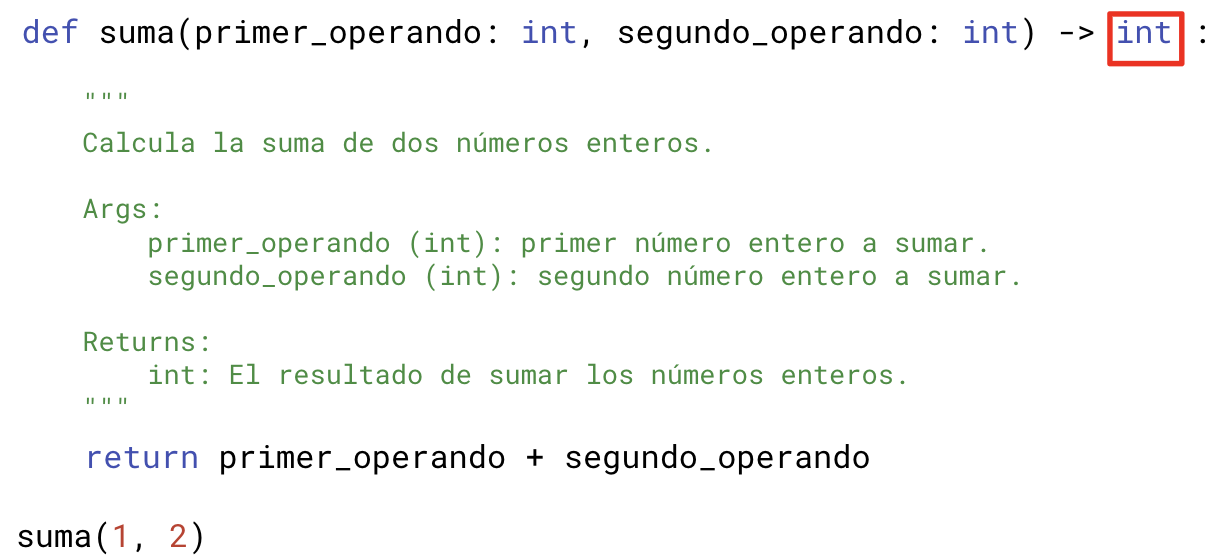 def suma(primer_operando: int, segundo_operando: int) -> int :
"""
Calcula la suma de dos números enteros.
Args:
primer_operando (int): primer número entero a sumar.
segundo_operando (int): segundo número entero a sumar.
Returns:
int: El resultado de sumar los números enteros.
"""
return primer_operando + segundo_operando
suma(1, 2)